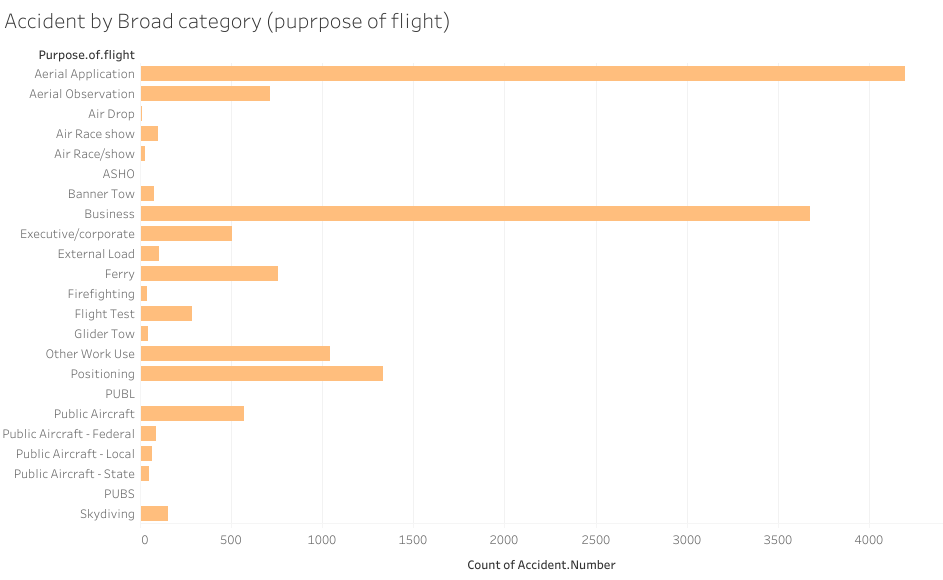 Accident by Broad category (puprpose of flight)
Purpose.of.flight
Aerial Application
Aerial Observation
Air Drop
Air Race show
Air Race/show
ASHO
Banner Tow
Business
Executive/corporate
External Load
Ferry
Firefighting
Flight Test
Glider Tow
Other Work Use
Positioning
PUBL
Public Aircraft
Public Aircraft - Federal
Public Aircraft - Local
Public Aircraft - State
PUBS
Skydiving
0 500 1000 1500 2000 2500 3000 3500 4000
Count of Accident.Number